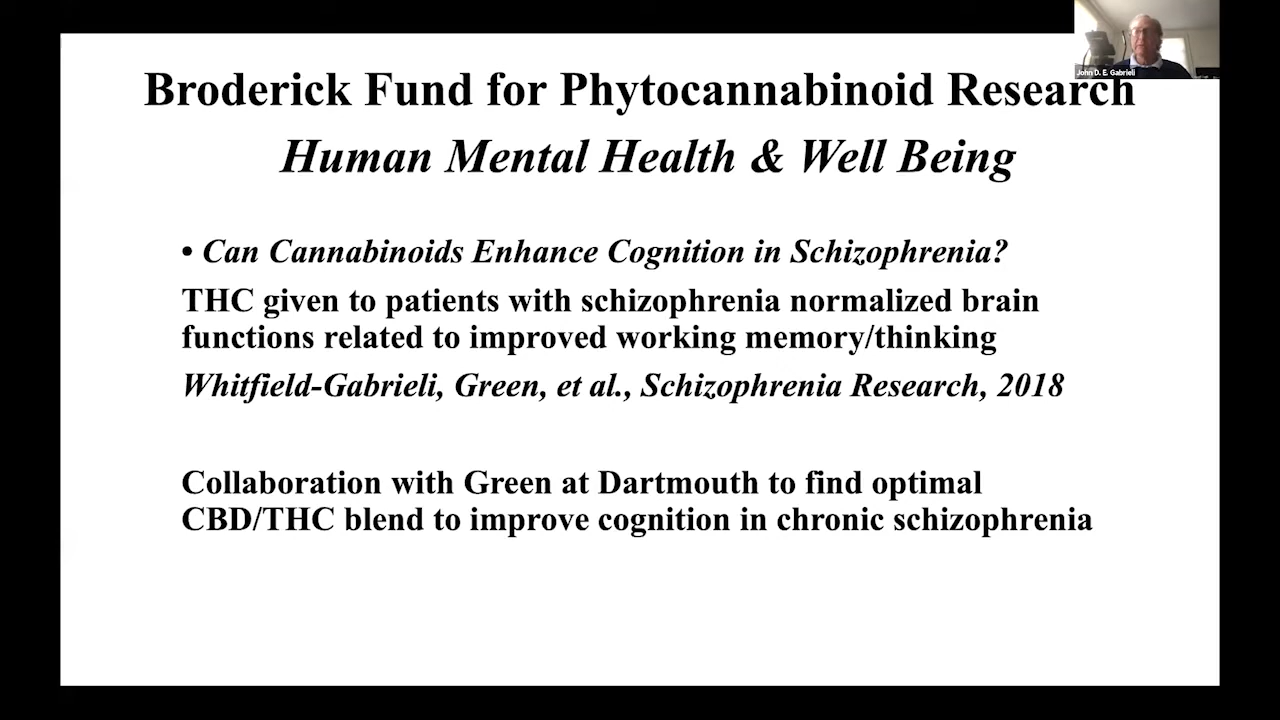 John D. E. Gabrieli
Broderick Fund for Phytocannabinoid Research
Human Mental Health & Well Being
• Can Cannabinoids Enhance Cognition in Schizophrenia?
THC given to patients with schizophrenia normalized brain
functions related to improved working memory/thinking
Whitfield-Gabrieli, Green, et al., Schizophrenia Research, 2018
Collaboration with Green at Dartmouth to find optimal
CBD/THC blend to improve cognition in chronic schizophrenia